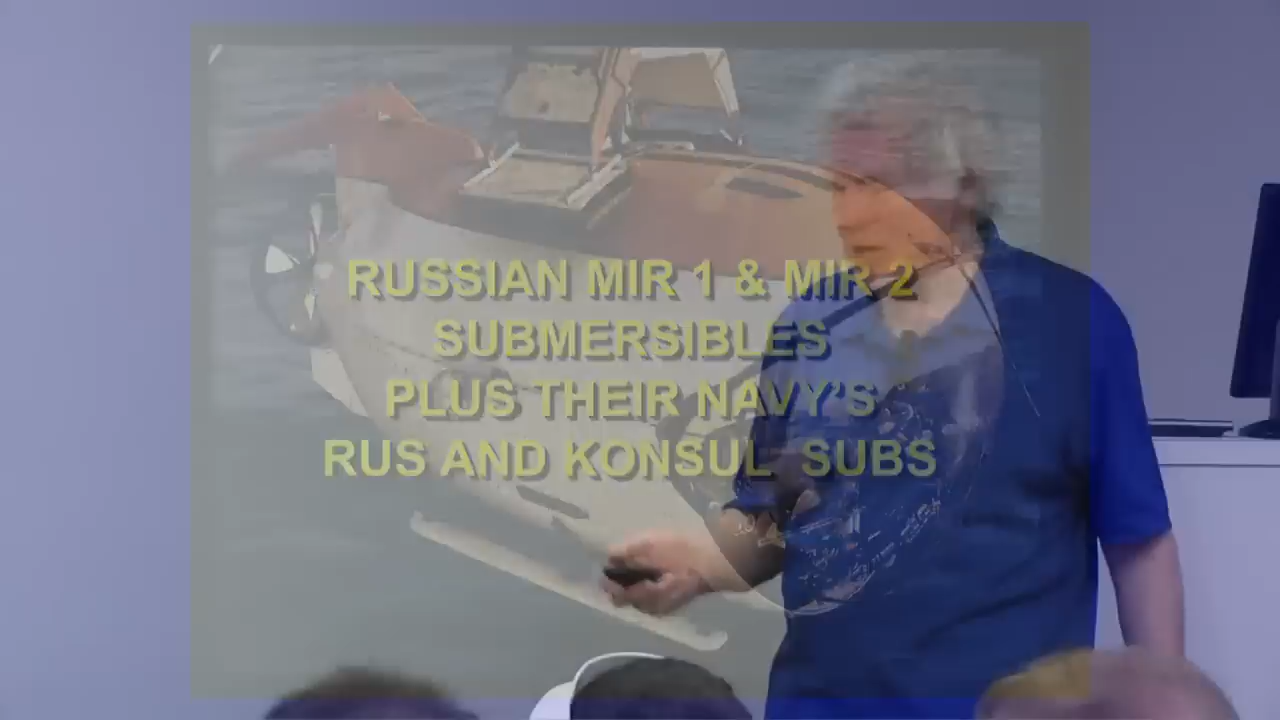 RUSSIAN MIR 1 & MIR 2
SUBMERSIBLES
PLUS THEIR NAVY'S
RUS AND KONSUL SUBS